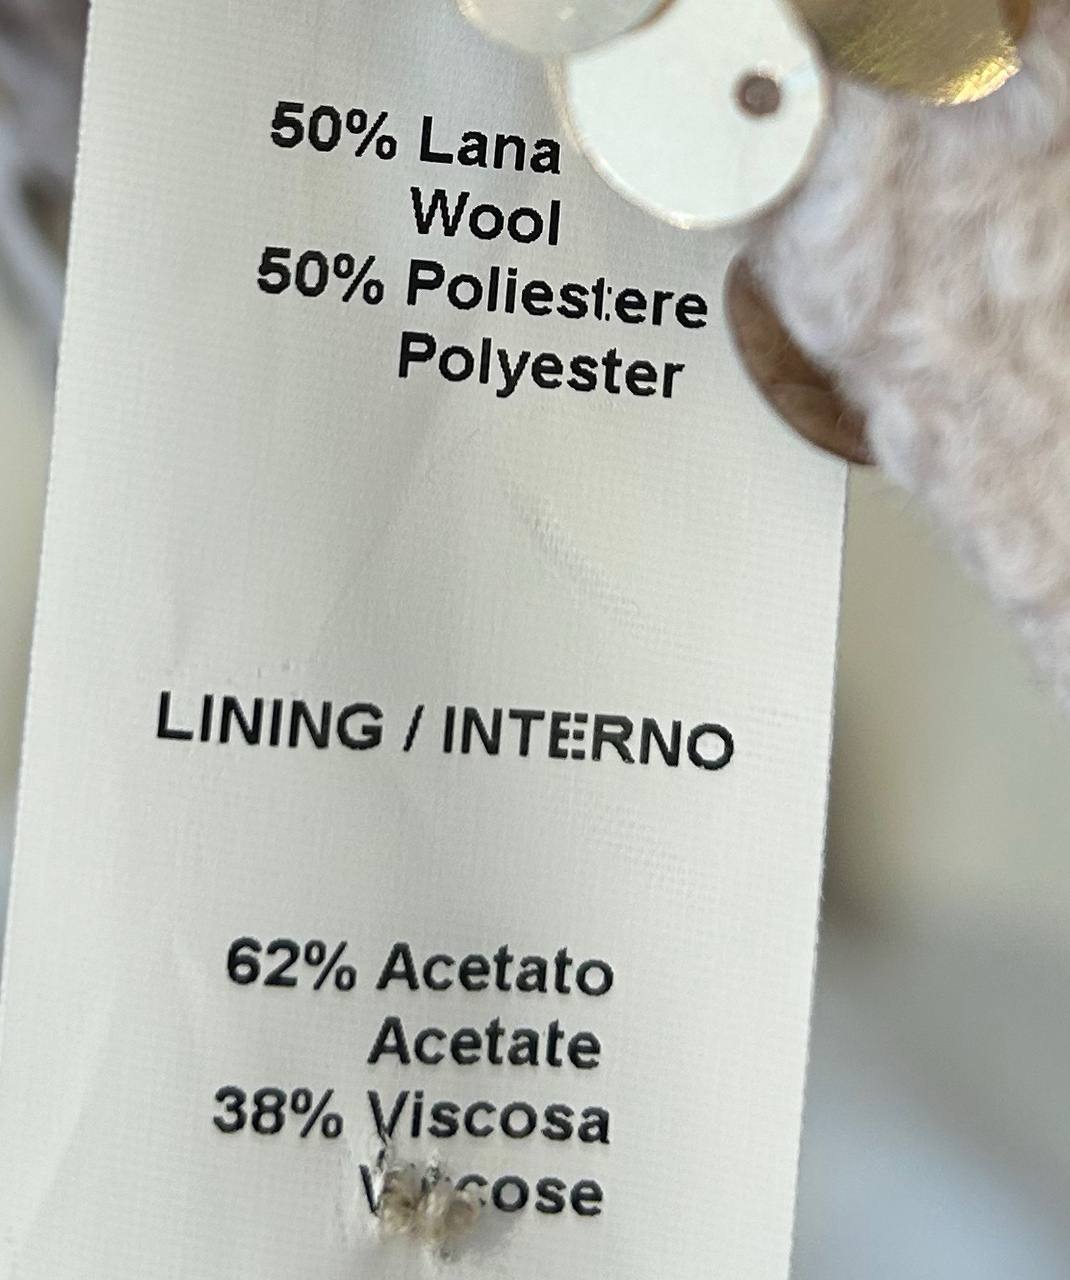 50% Lana
Wool
50% Poliestere
Polyester
LINING / INTERNO
62% Acetato
Acetate
38% Viscosa